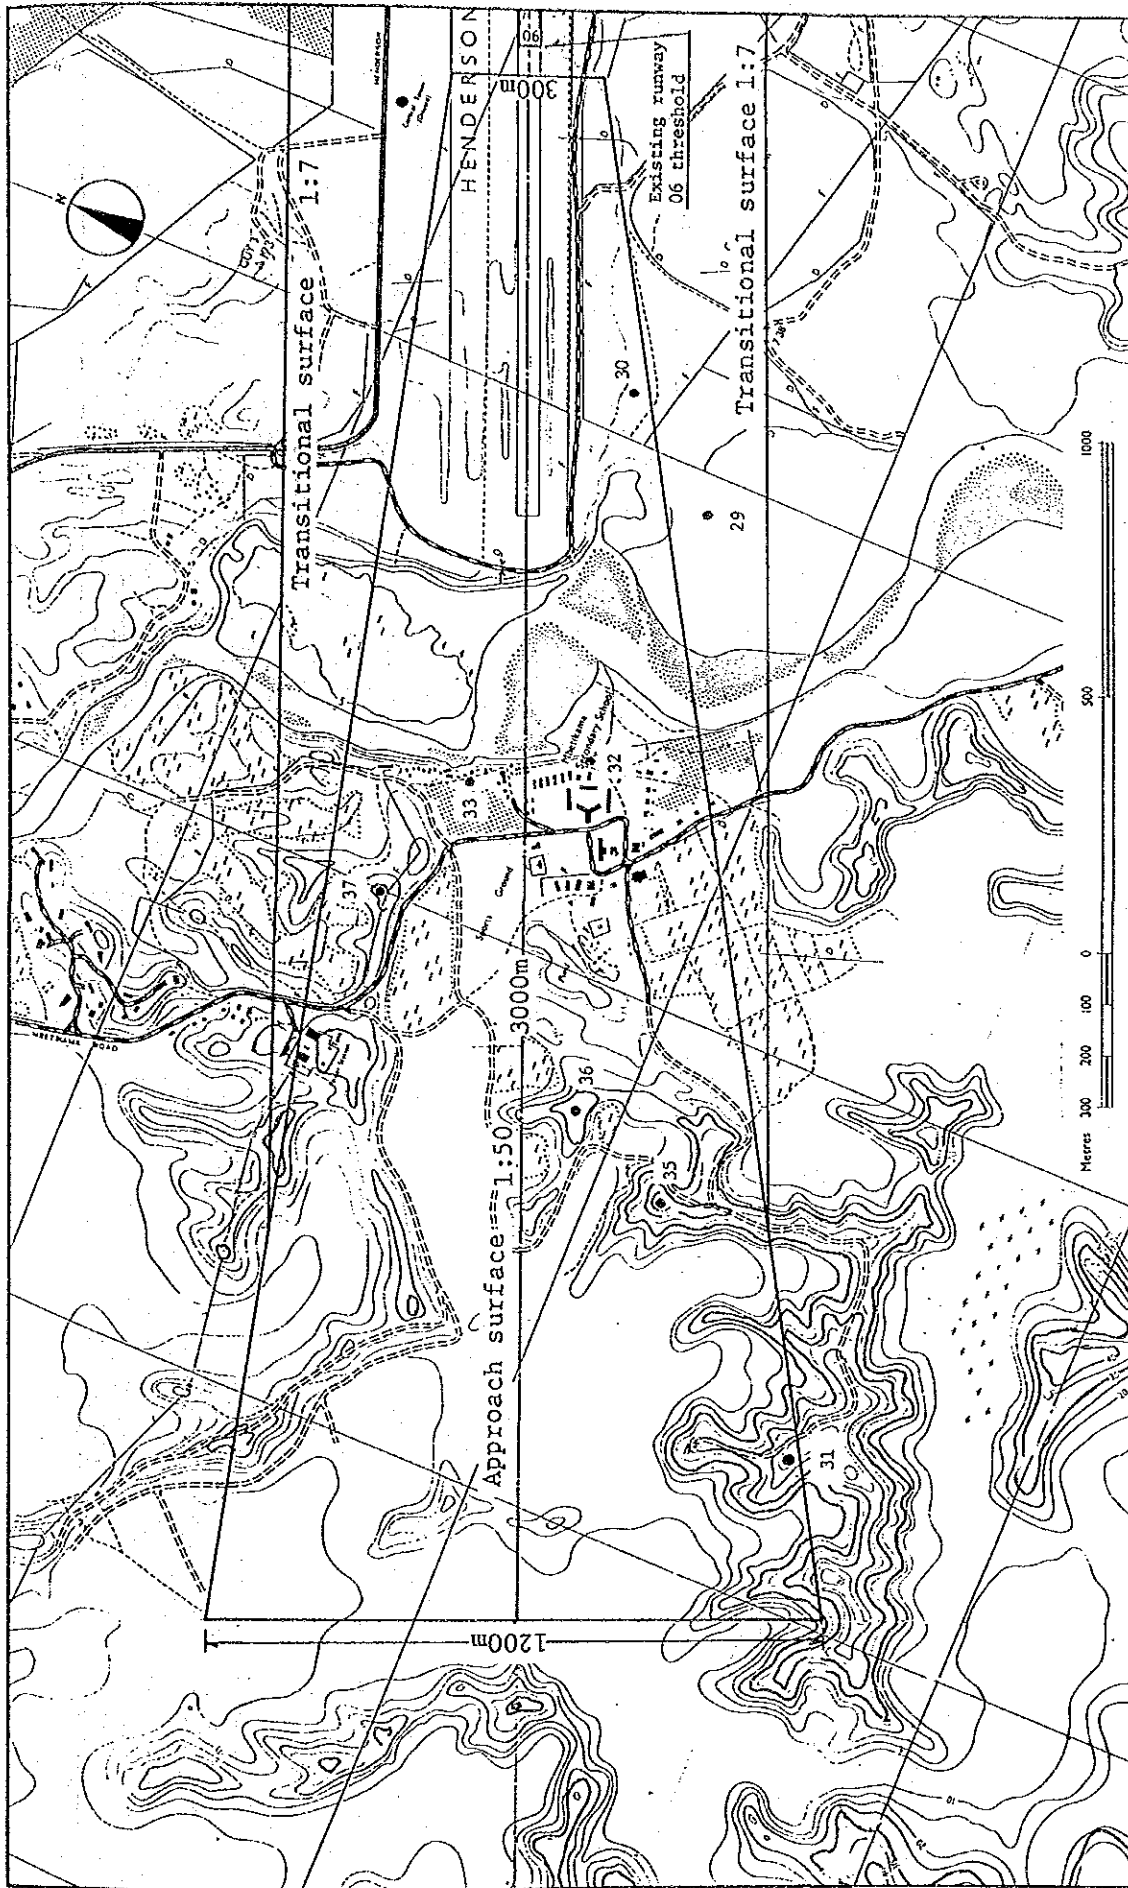 HENDERSON
HENDERSON
06
300m
Existing runway
06 threshold
Transitional surface 1:7
Transitional surface 1:7
N
30
29
32
33
37
36
35
31
Secondary School
Sports Ground
ROAD
3000m
Approach surface 1:50
1200m
Metres 300 200 100 0 500 1000
10